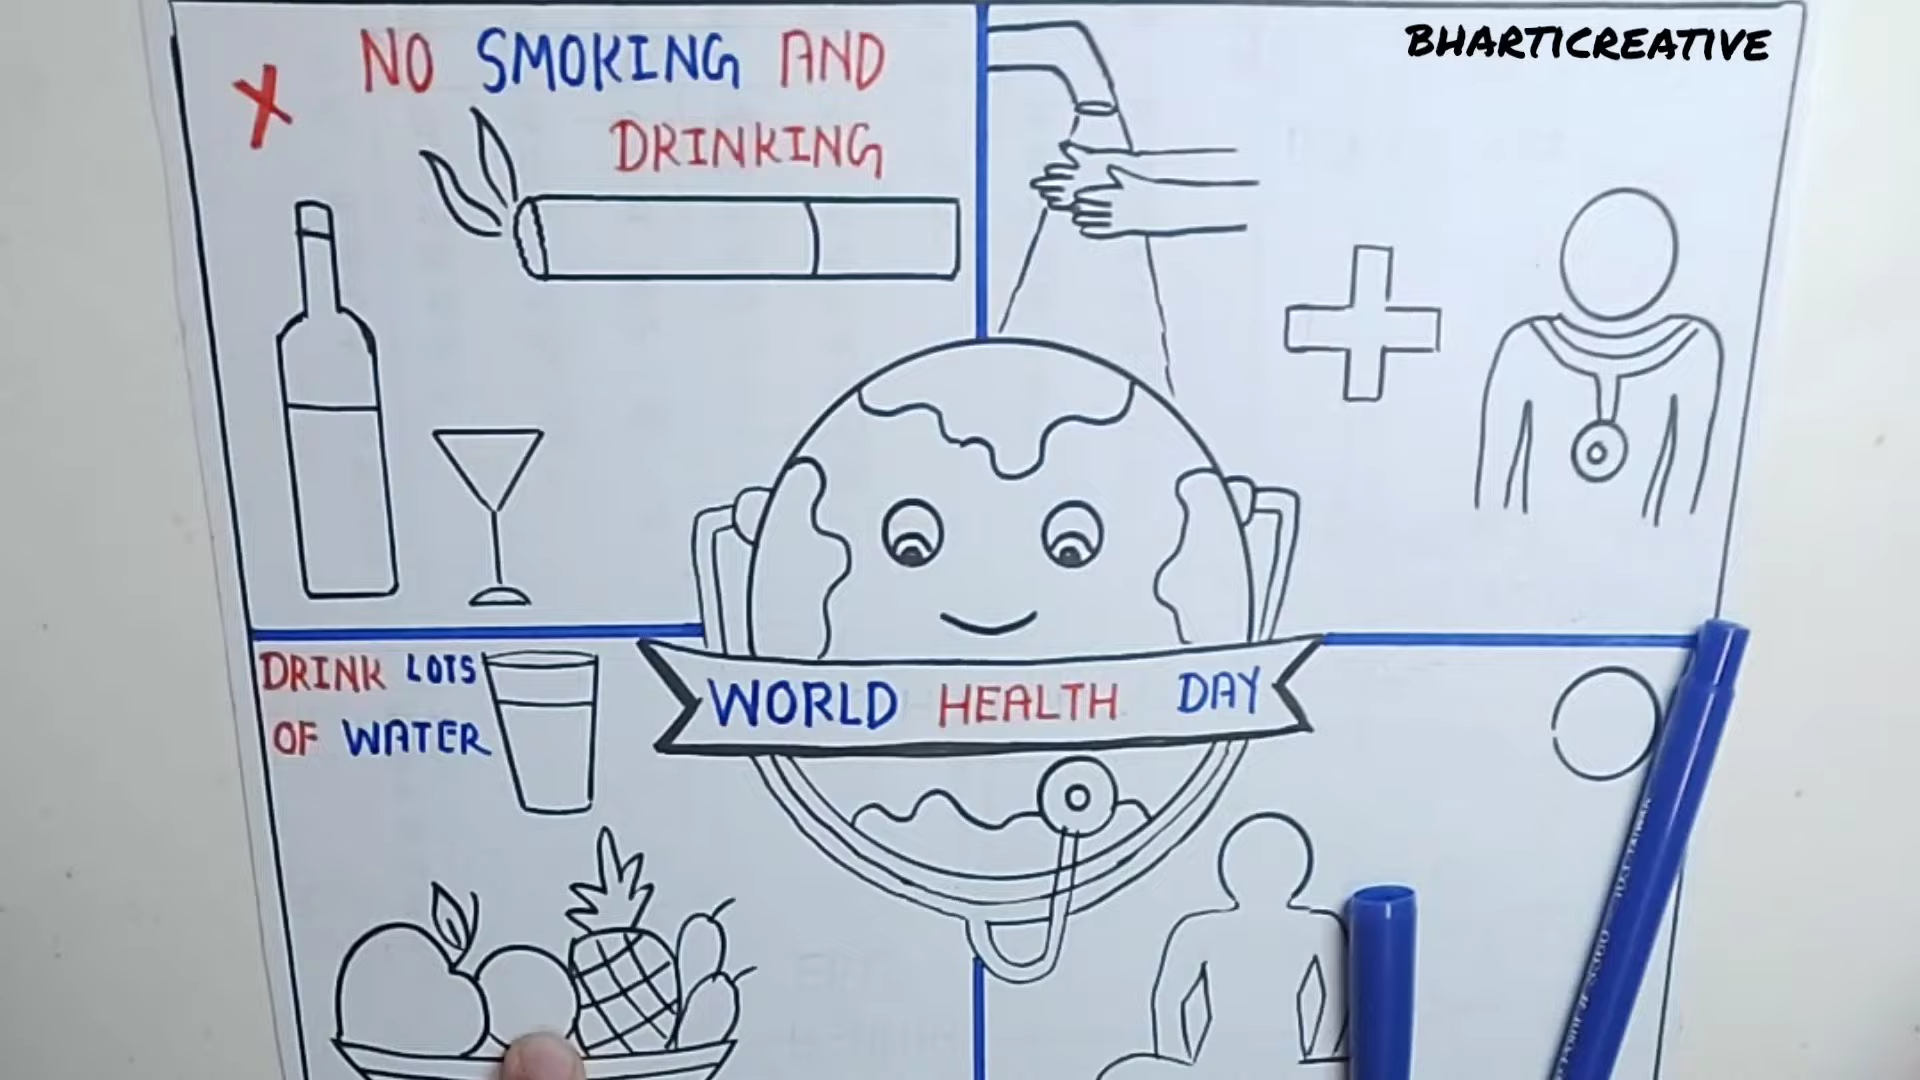 BHARTICREATIVE
NO SMOKING AND
DRINKING
DRINK LOTS
OF WATER
WORLD HEALTH DAY